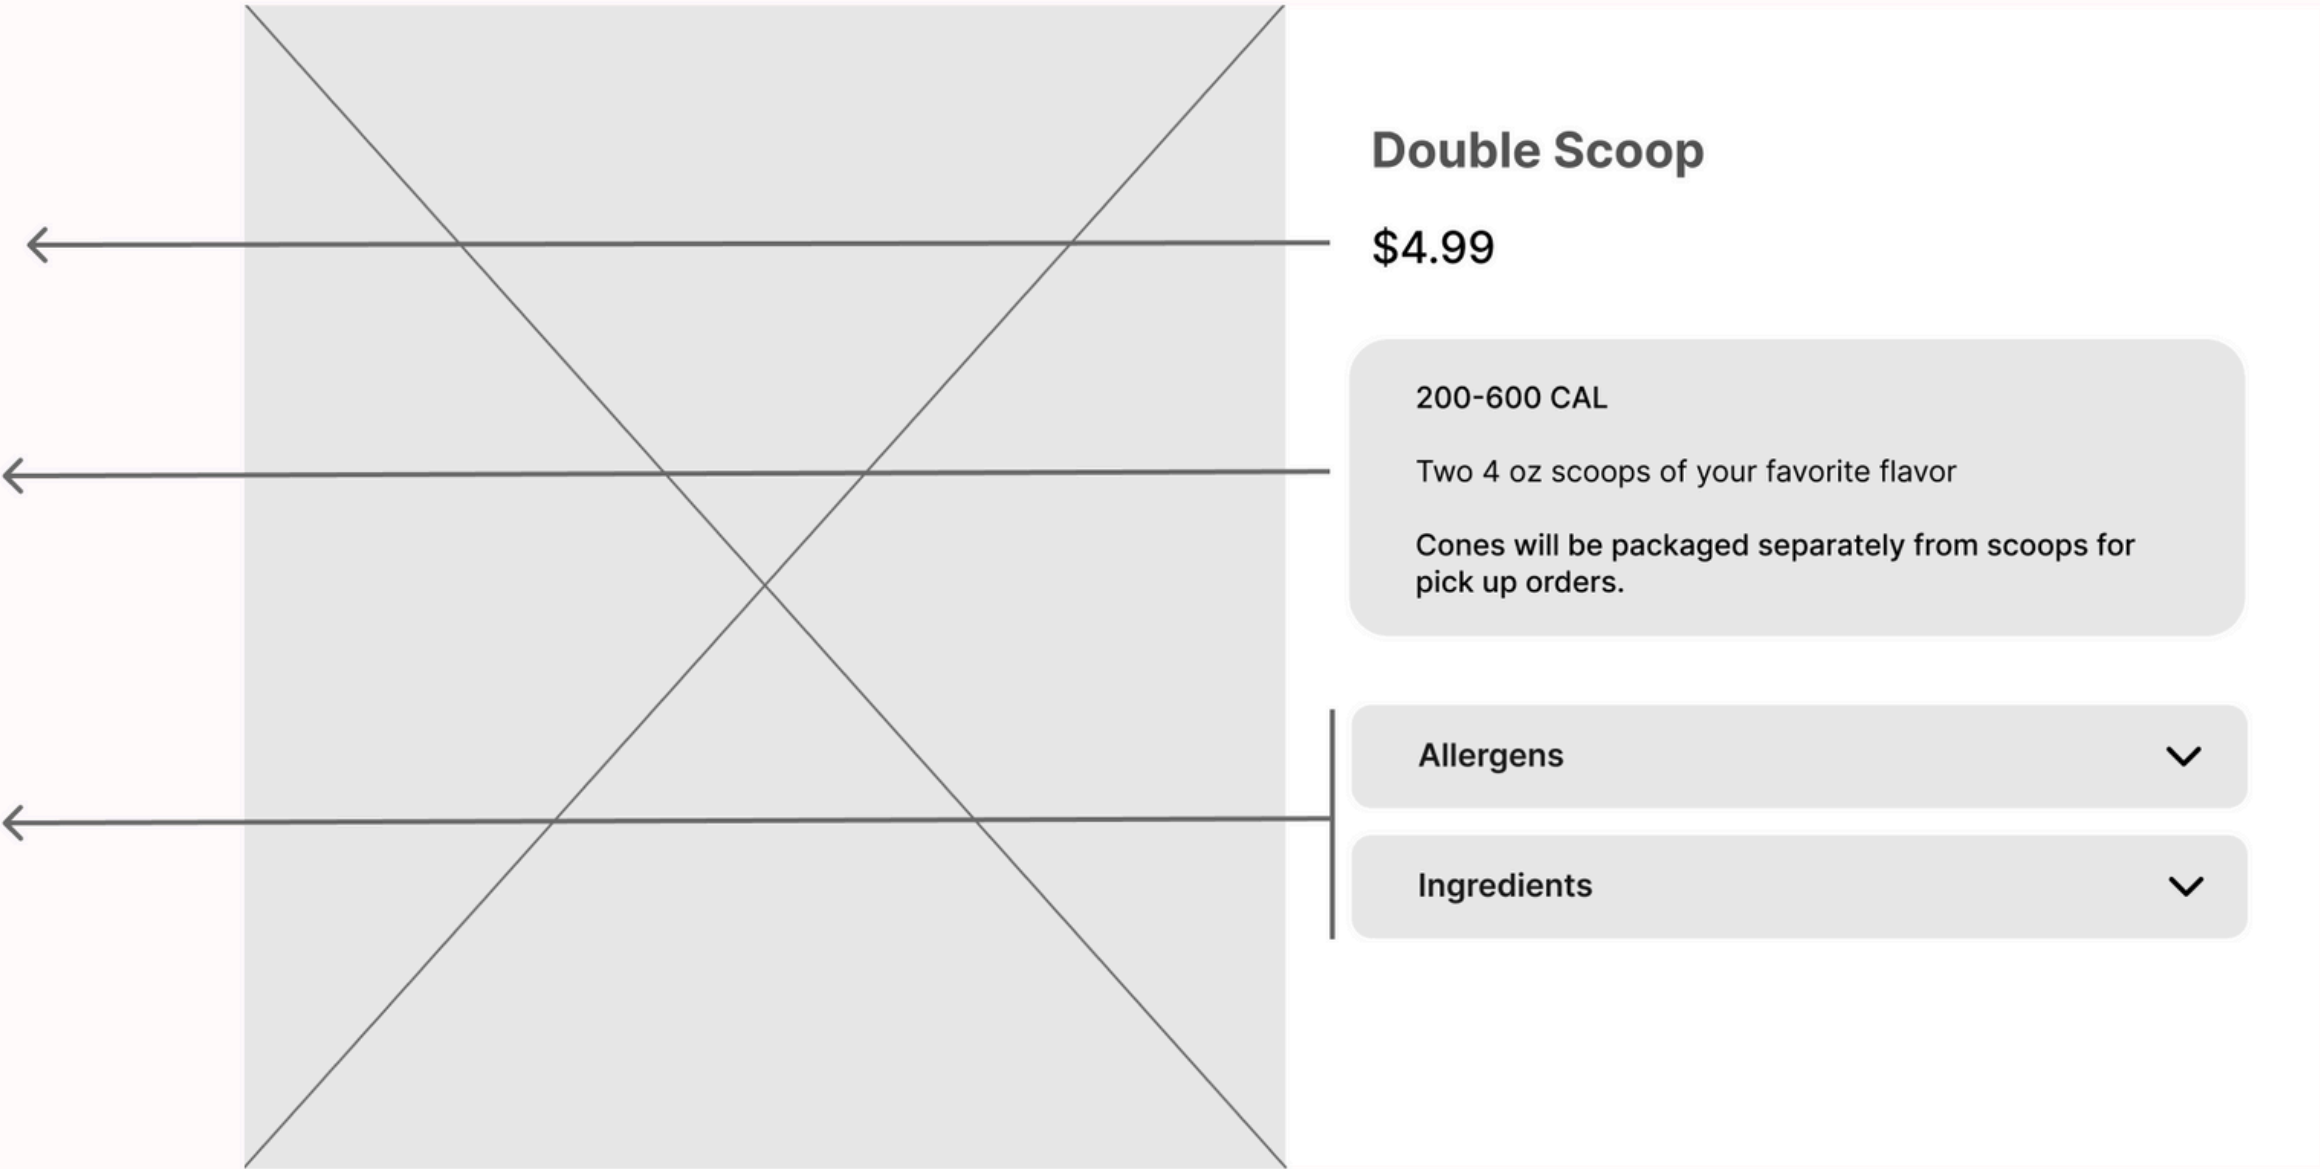 Double Scoop
$4.99
200-600 CAL
Two 4 oz scoops of your favorite flavor
Cones will be packaged separately from scoops for
pick up orders.
Allergens
Ingredients